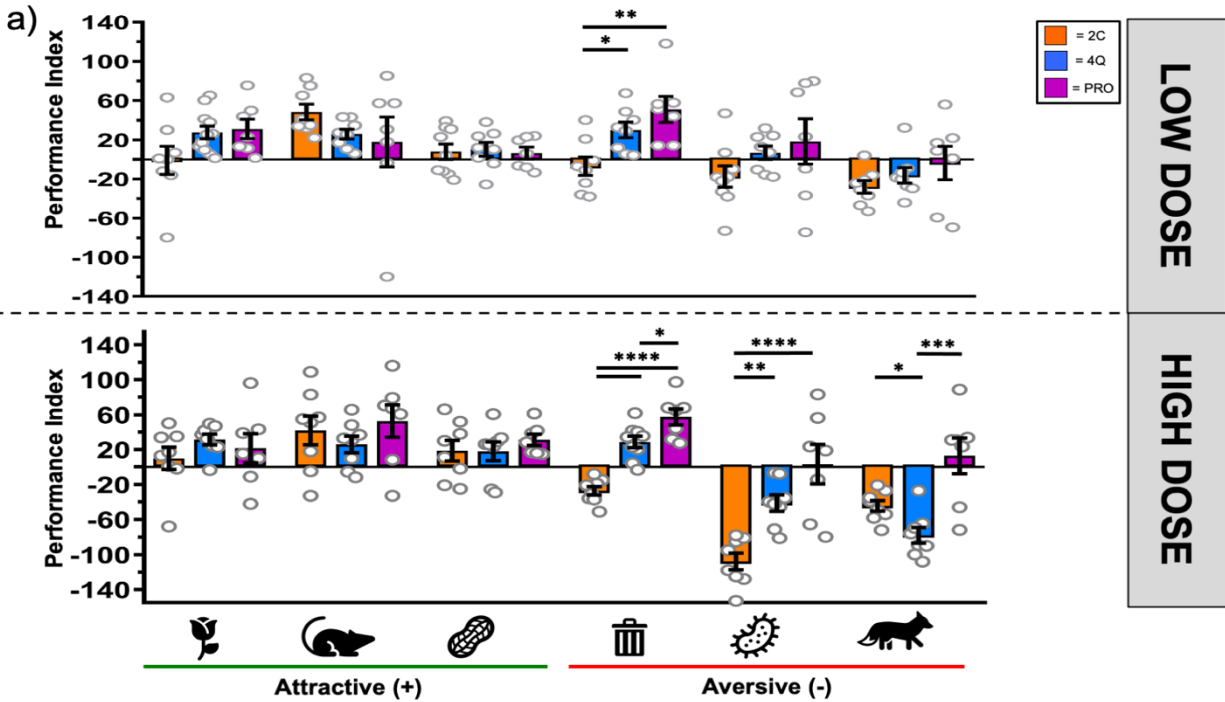 a)
Performance Index
140
100
60
20
-20
-60
-100
-140
**
*
= 2C
= 4Q
= PRO
LOW DOSE
Performance Index
140
100
60
20
-20
-60
-100
-140
****
*
****
**
***
*
HIGH DOSE
Attractive (+)
Aversive (-)